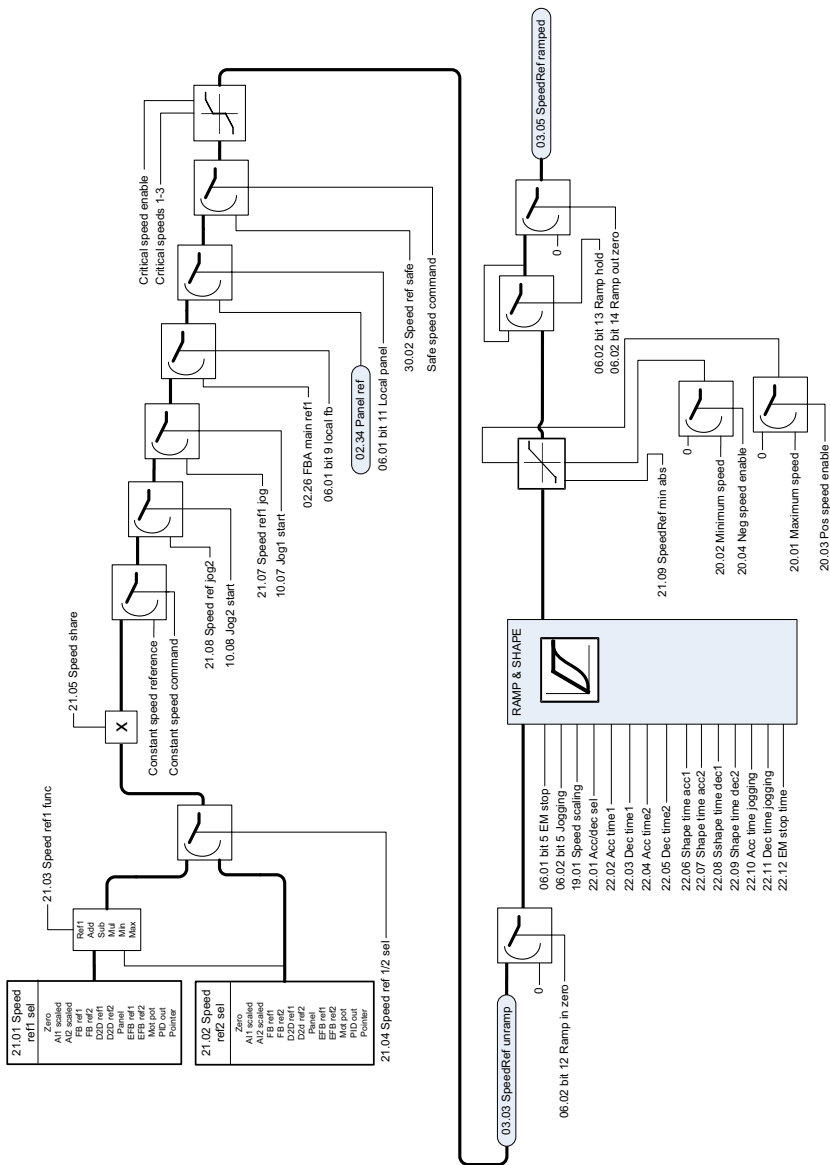 21.01 Speed
ref1 sel
Zero
AI1 scaled
AI2 scaled
FB ref1
FB ref2
D2D ref1
D2D ref2
Panel
EFB ref1
EFB ref2
Mot pot
PID out
Pointer
21.03 Speed ref1 func
Ref1
Add
Sub
Mul
Min
Max
21.02 Speed
ref2 sel
Zero
AI1 scaled
AI2 scaled
FB ref1
FB ref2
D2D ref1
D2d ref2
Panel
EFB ref1
EFB ref2
Mot pot
PID out
Pointer
21.04 Speed ref 1/2 sel
21.05 Speed share
X
Constant speed reference
Constant speed command
21.08 Speed ref jog2
10.08 Jog2 start
21.07 Speed ref1 jog
10.07 Jog1 start
02.26 FBA main ref1
06.01 bit 9 local fb
02.34 Panel ref
06.01 bit 11 Local panel
30.02 Speed ref safe
Safe speed command
Critical speed enable
Critical speeds 1-3
03.03 SpeedRef unramp
0
06.02 bit 12 Ramp in zero
RAMP & SHAPE
06.01 bit 5 EM stop
06.02 bit 5 Jogging
19.01 Speed scaling
22.01 Acc/dec sel
22.02 Acc time1
22.03 Dec time1
22.04 Acc time2
22.05 Dec time2
22.06 Shape time acc1
22.07 Shape time acc2
22.08 Sshape time dec1
22.09 Shape time dec2
22.10 Acc time jogging
22.11 Dec time jogging
22.12 EM stop time
21.09 SpeedRef min abs
0
20.02 Minimum speed
20.04 Neg speed enable
0
20.01 Maximum speed
20.03 Pos speed enable
0
06.02 bit 13 Ramp hold
06.02 bit 14 Ramp out zero
03.05 SpeedRef ramped